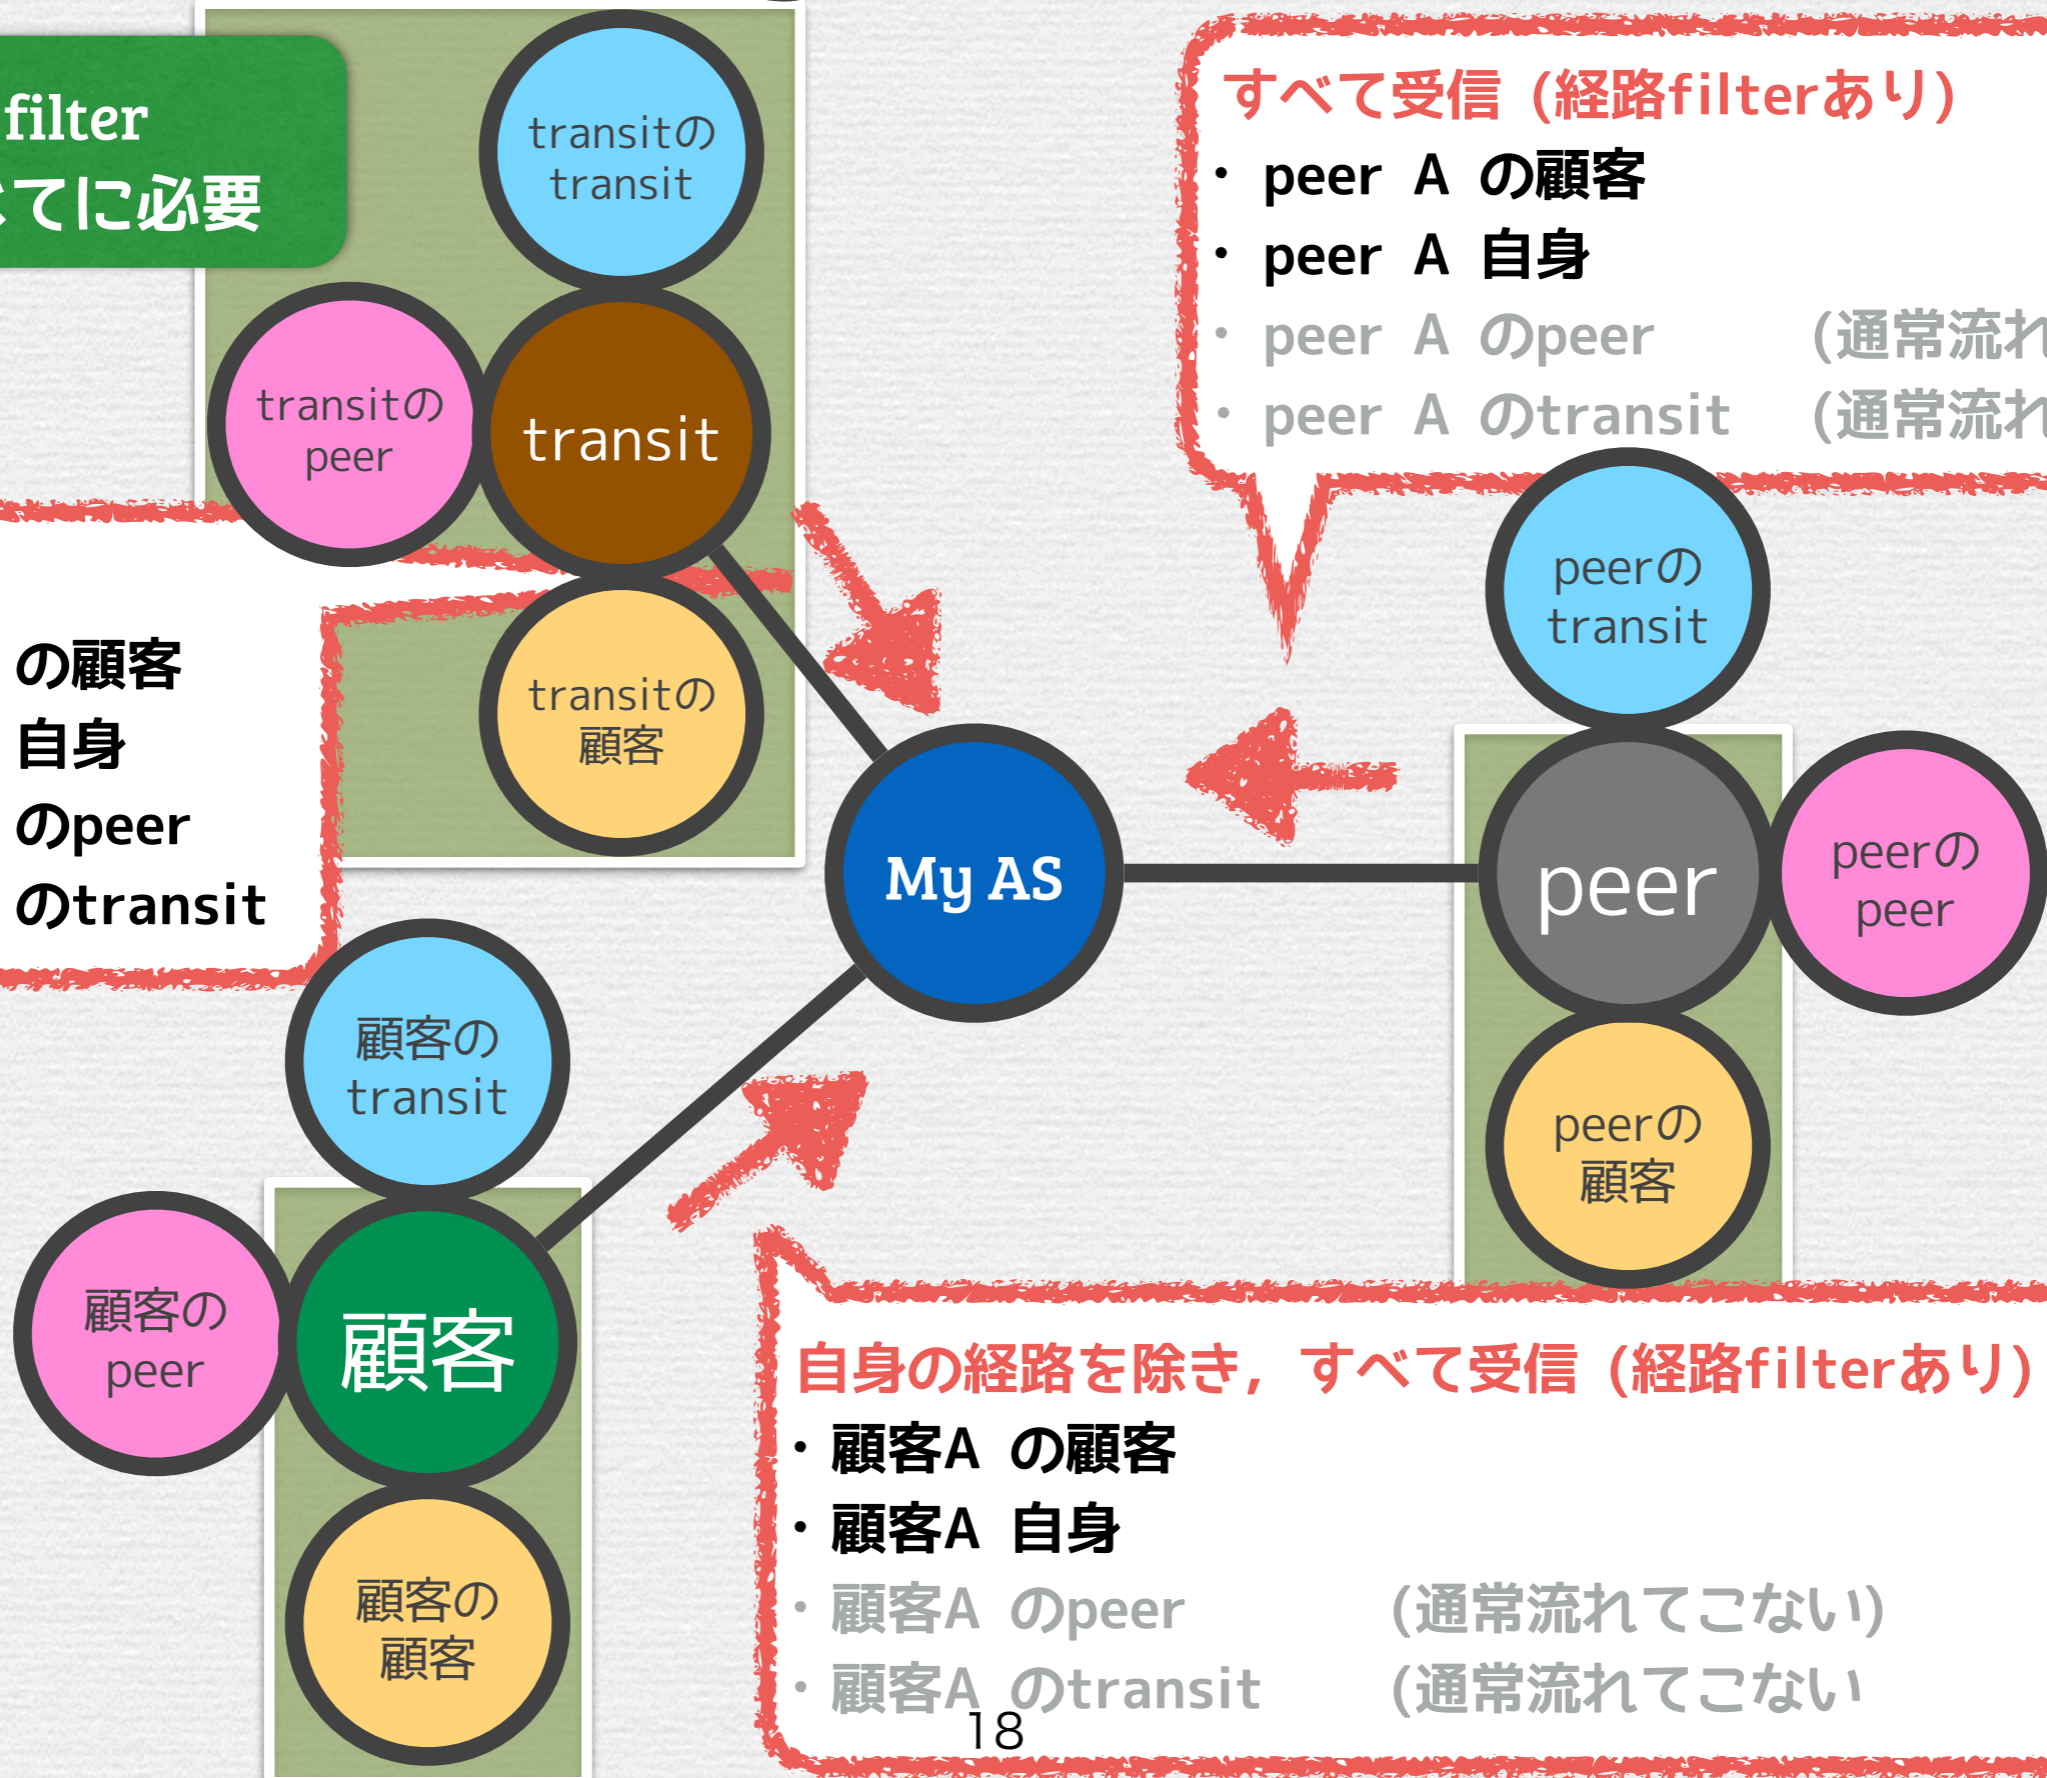 filter
てに必要
transitの
transit
transitの
peer
transit
transitの
顧客
の顧客
自身
のpeer
のtransit
すべて受信 (経路filterあり)
・ peer A の顧客
・ peer A 自身
・ peer A のpeer (通常流れ
・ peer A のtransit (通常流れ
peerの
transit
My AS
peer
peerの
peer
peerの
顧客
顧客の
transit
顧客の
peer
顧客
顧客の
顧客
自身の経路を除き, すべて受信 (経路filterあり)
・顧客A の顧客
・顧客A 自身
・顧客A のpeer (通常流れてこない)
・顧客A のtransit (通常流れてこない
18